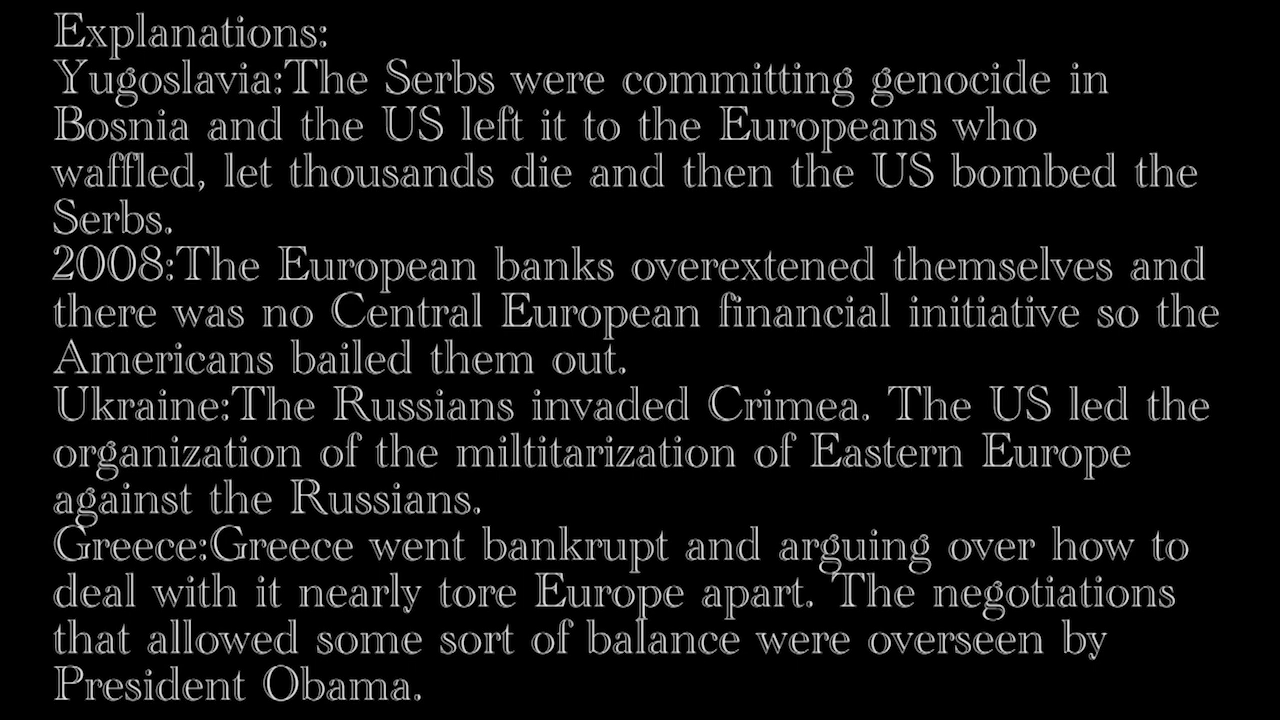 Explanations:
Yugoslavia:The Serbs were committing genocide in
Bosnia and the US left it to the Europeans who
waffled, let thousands die and then the US bombed the
Serbs.
2008:The European banks overextened themselves and
there was no Central European financial initiative so the
Americans bailed them out.
Ukraine:The Russians invaded Crimea. The US led the
organization of the miltitarization of Eastern Europe
against the Russians.
Greece:Greece went bankrupt and arguing over how to
deal with it nearly tore Europe apart. The negotiations
that allowed some sort of balance were overseen by
President Obama.